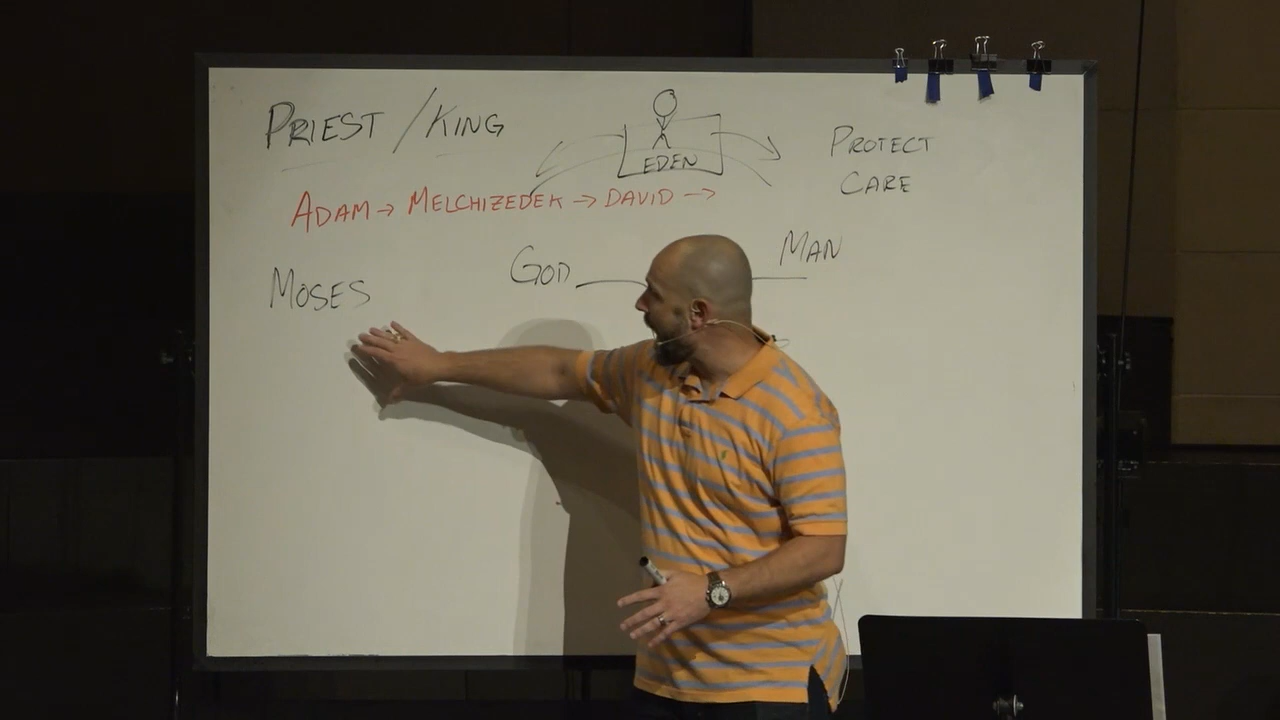 PRIEST / KING
EDEN
PROTECT
CARE
ADAM → MELCHIZEDEK → DAVID →
GOD
MAN
MOSES